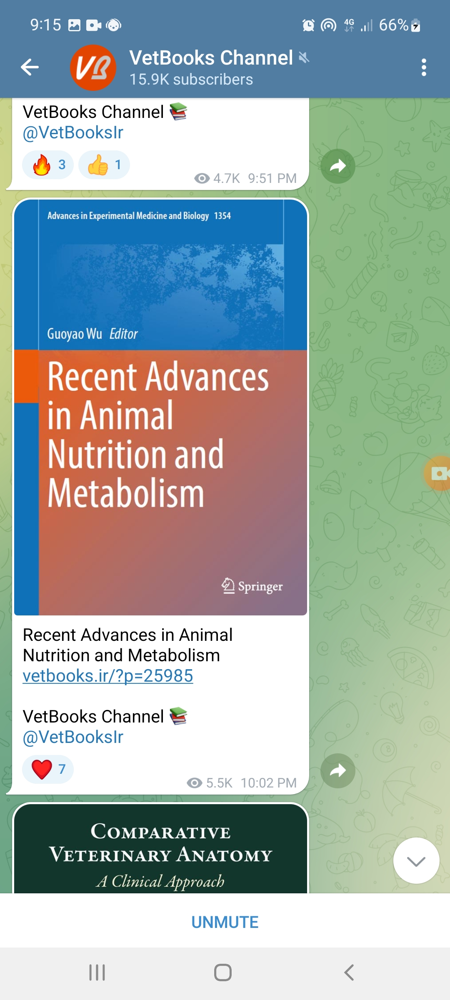 9:15
4G
66%
VB
VetBooks Channel
15.9K subscribers
VetBooks Channel
@VetBooksIr
3
1
4.7K 9:51 PM
Advances in Experimental Medicine and Biology 1354
Guoyao Wu Editor
Recent Advances
in Animal
Nutrition and
Metabolism
Springer
Recent Advances in Animal
Nutrition and Metabolism
vetbooks.ir/?p=25985
VetBooks Channel
@VetBooksIr
7
5.5K 10:02 PM
COMPARATIVE
VETERINARY ANATOMY
A Clinical Approach
UNMUTE